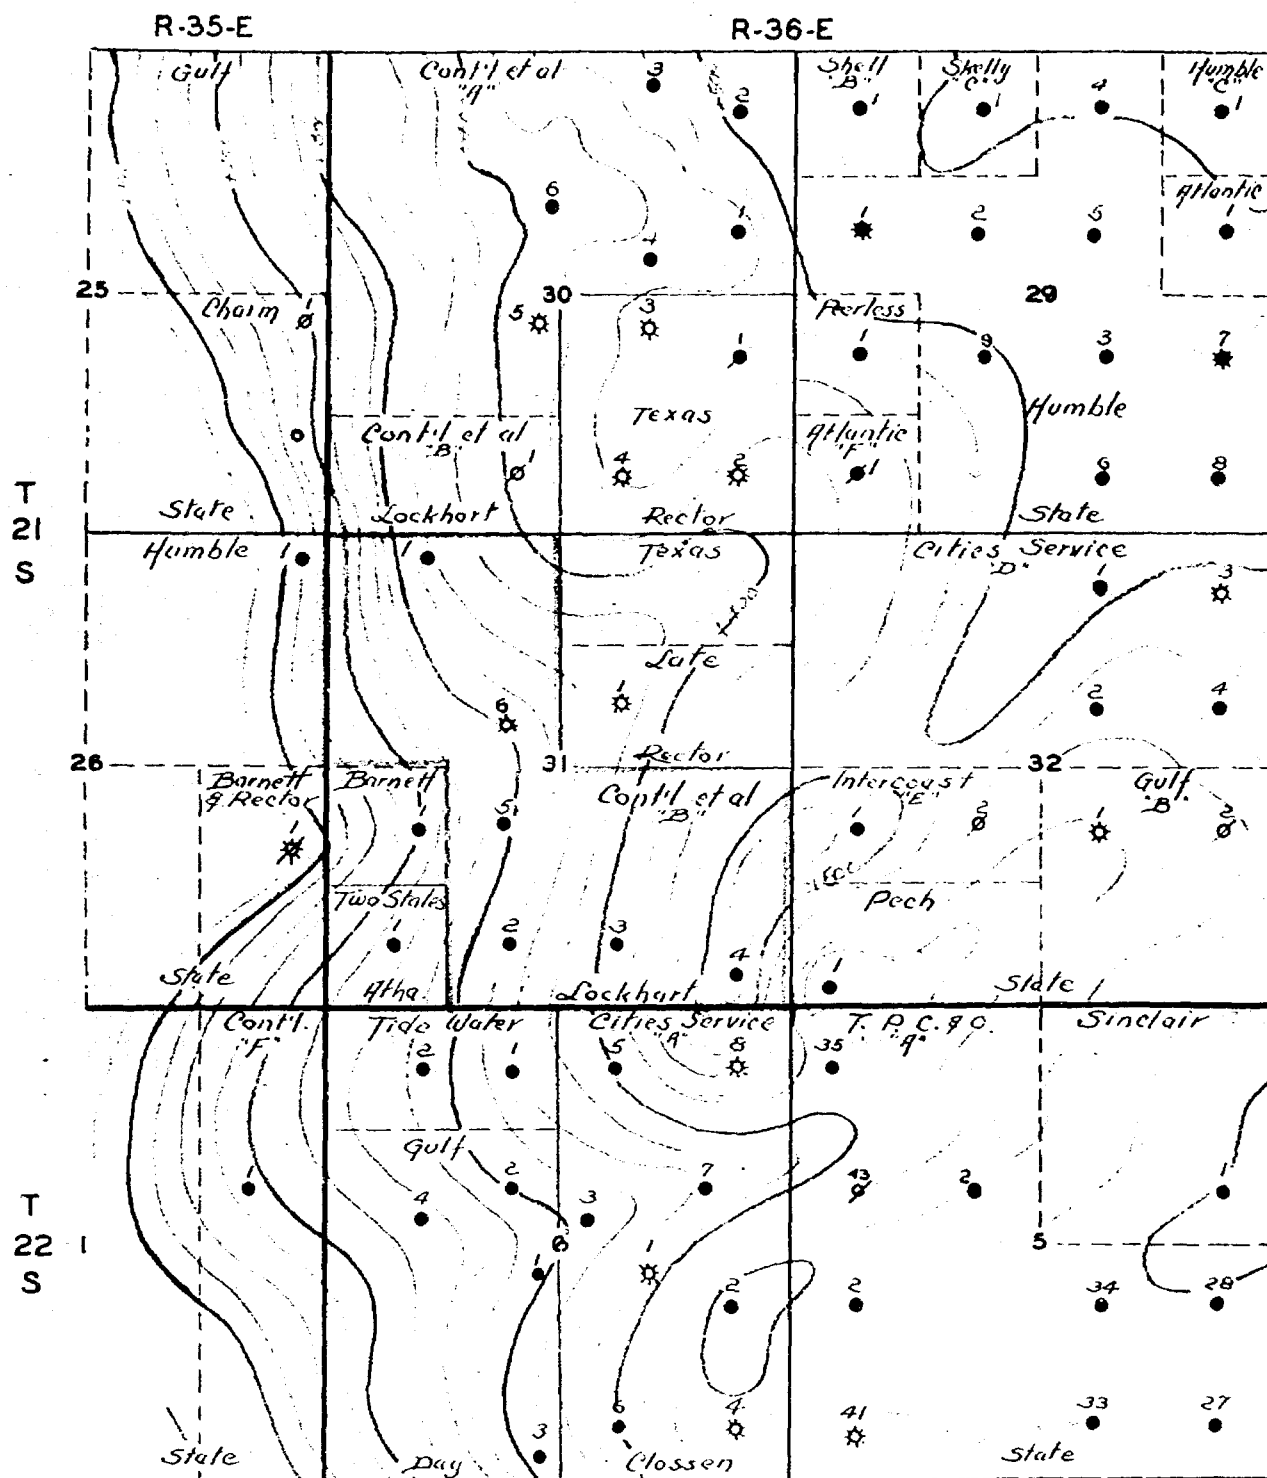 R-35-E R-36-E
Gulf Cont'l et al 3 Shell Skelly 4 Humble
"A" 2 "B" 1 "C" 1 "C" 1
6 Atlantic
1 1 2 5 1
4
25 30 29
Charm 1 5 3 Peerless
1 1 9 3 7
Texas Humble
Cont'l et al Atlantic
"B" 1 4 2 "F" 1 6 8
T
21
S
State Lockhart Rector State
Humble Texas Cities Service
1 1 "D" 1 3
Late
6 1 2 4
Rector
26 31 32
Barnett Barnett Cont'l et al Intercoast Gulf
& Rector "B" "E" "B"
1 1 5 1 2 1 2
Two States Pech
1 2 3 4 1
State Atha Lockhart State
Cont'l. Tide Water Cities Service T. P. C. & O. Sinclair
"F" "A" "A"
2 1 5 8 35
Gulf
1 4 2 3 7 43 2 1
T
22
S
1 6 5
1 1
2 2 34 28
3 6 4 41 33 27
State Day Clossen State